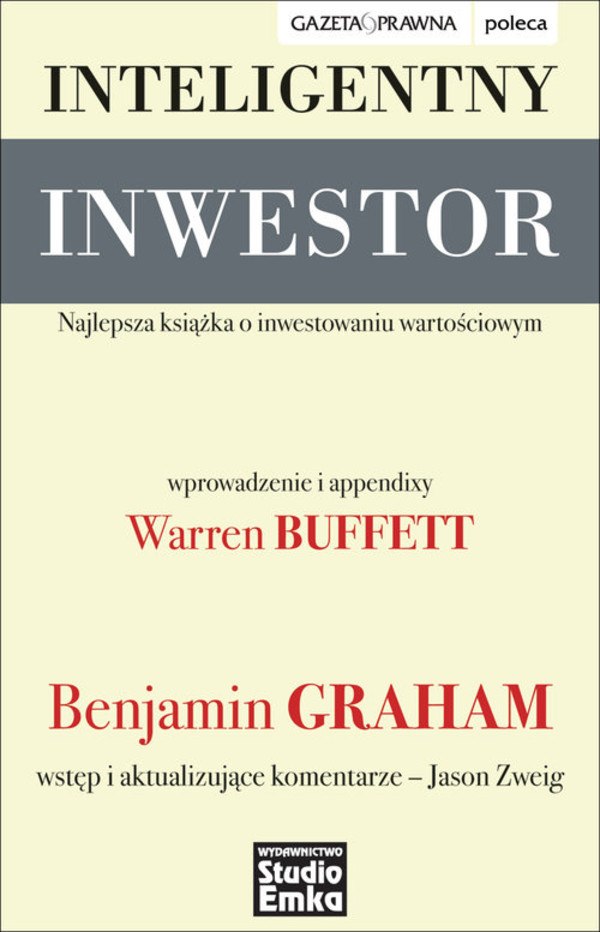 GAZETA PRAWNA poleca
INTELIGENTNY
INWESTOR
Najlepsza książka o inwestowaniu wartościowym
wprowadzenie i appendixy
Warren BUFFETT
Benjamin GRAHAM
wstęp i aktualizujące komentarze – Jason Zweig
WYDAWNICTWO
Studio
Emka